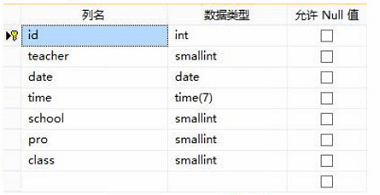 列名 数据类型 允许 Null 值
id int
teacher smallint
date date
time time(7)
school smallint
pro smallint
class smallint